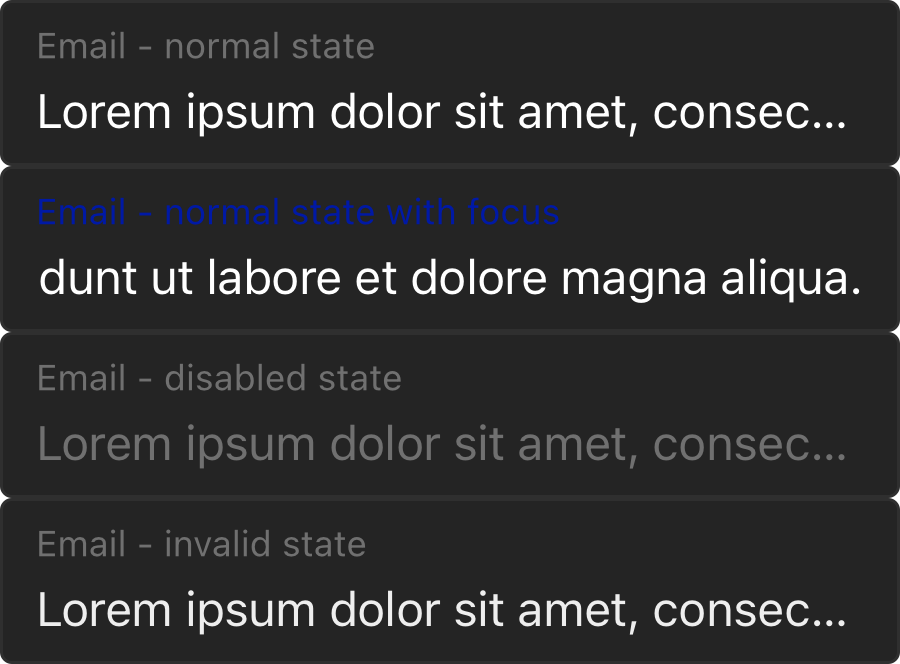 Email - normal state
Lorem ipsum dolor sit amet, consec...
Email - normal state with focus
dunt ut labore et dolore magna aliqua.
Email - disabled state
Lorem ipsum dolor sit amet, consec...
Email - invalid state
Lorem ipsum dolor sit amet, consec...